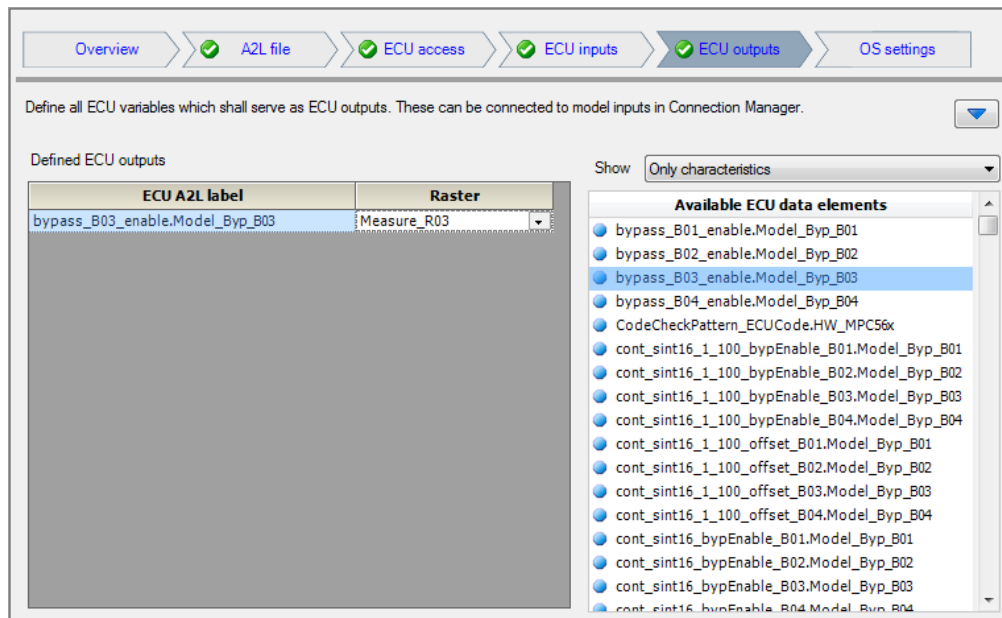 Overview
A2L file
ECU access
ECU inputs
ECU outputs
OS settings
Define all ECU variables which shall serve as ECU outputs. These can be connected to model inputs in Connection Manager.
Defined ECU outputs
ECU A2L label
Raster
bypass_B03_enable.Model_Byp_B03
Measure_R03
Show
Only characteristics
Available ECU data elements
bypass_B01_enable.Model_Byp_B01
bypass_B02_enable.Model_Byp_B02
bypass_B03_enable.Model_Byp_B03
bypass_B04_enable.Model_Byp_B04
CodeCheckPattern_ECUCode.HW_MPC56x
cont_sint16_1_100_bypEnable_B01.Model_Byp_B01
cont_sint16_1_100_bypEnable_B02.Model_Byp_B02
cont_sint16_1_100_bypEnable_B03.Model_Byp_B03
cont_sint16_1_100_bypEnable_B04.Model_Byp_B04
cont_sint16_1_100_offset_B01.Model_Byp_B01
cont_sint16_1_100_offset_B02.Model_Byp_B02
cont_sint16_1_100_offset_B03.Model_Byp_B03
cont_sint16_1_100_offset_B04.Model_Byp_B04
cont_sint16_bypEnable_B01.Model_Byp_B01
cont_sint16_bypEnable_B02.Model_Byp_B02
cont_sint16_bypEnable_B03.Model_Byp_B03
cont_sint16_bypEnable_B04.Model_Byp_B04